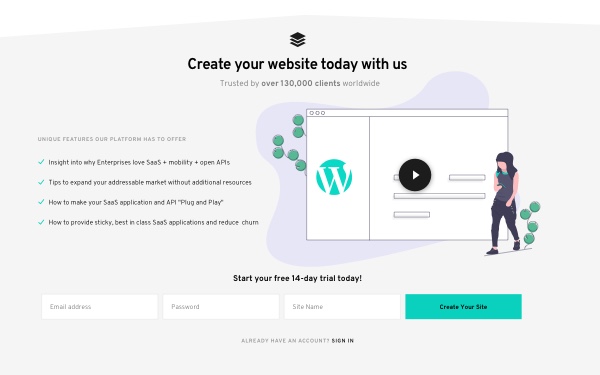 Create your website today with us
Trusted by over 130,000 clients worldwide
UNIQUE FEATURES OUR PLATFORM HAS TO OFFER
Insight into why Enterprises love SaaS + mobility + open APIs
Tips to expand your addressable market without additional resources
How to make your SaaS application and API "Plug and Play"
How to provide sticky, best in class SaaS applications and reduce churn
Start your free 14-day trial today!
Email address
Password
Site Name
Create Your Site
ALREADY HAVE AN ACCOUNT? SIGN IN